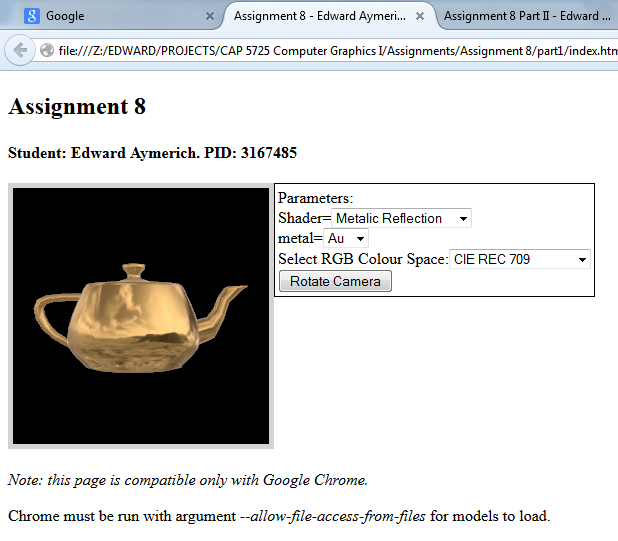 Google
Assignment 8 - Edward Aymeri...
Assignment 8 Part II - Edward ...
file:///Z:/EDWARD/PROJECTS/CAP 5725 Computer Graphics I/Assignments/Assignment 8/part1/index.htm
Assignment 8
Student: Edward Aymerich. PID: 3167485
Parameters:
Shader= Metalic Reflection
metal= Au
Select RGB Colour Space: CIE REC 709
Rotate Camera
Note: this page is compatible only with Google Chrome.
Chrome must be run with argument --allow-file-access-from-files for models to load.